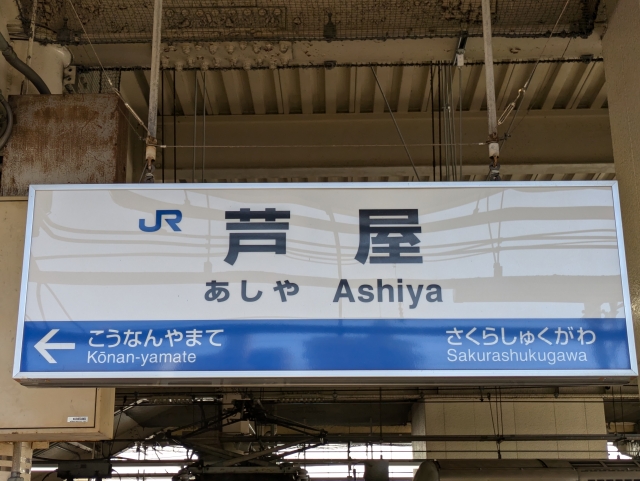 JR 芦屋
あしや Ashiya
← こうなんやまて
Kōnan-yamate
さくらしゅくがわ
Sakurashukugawa